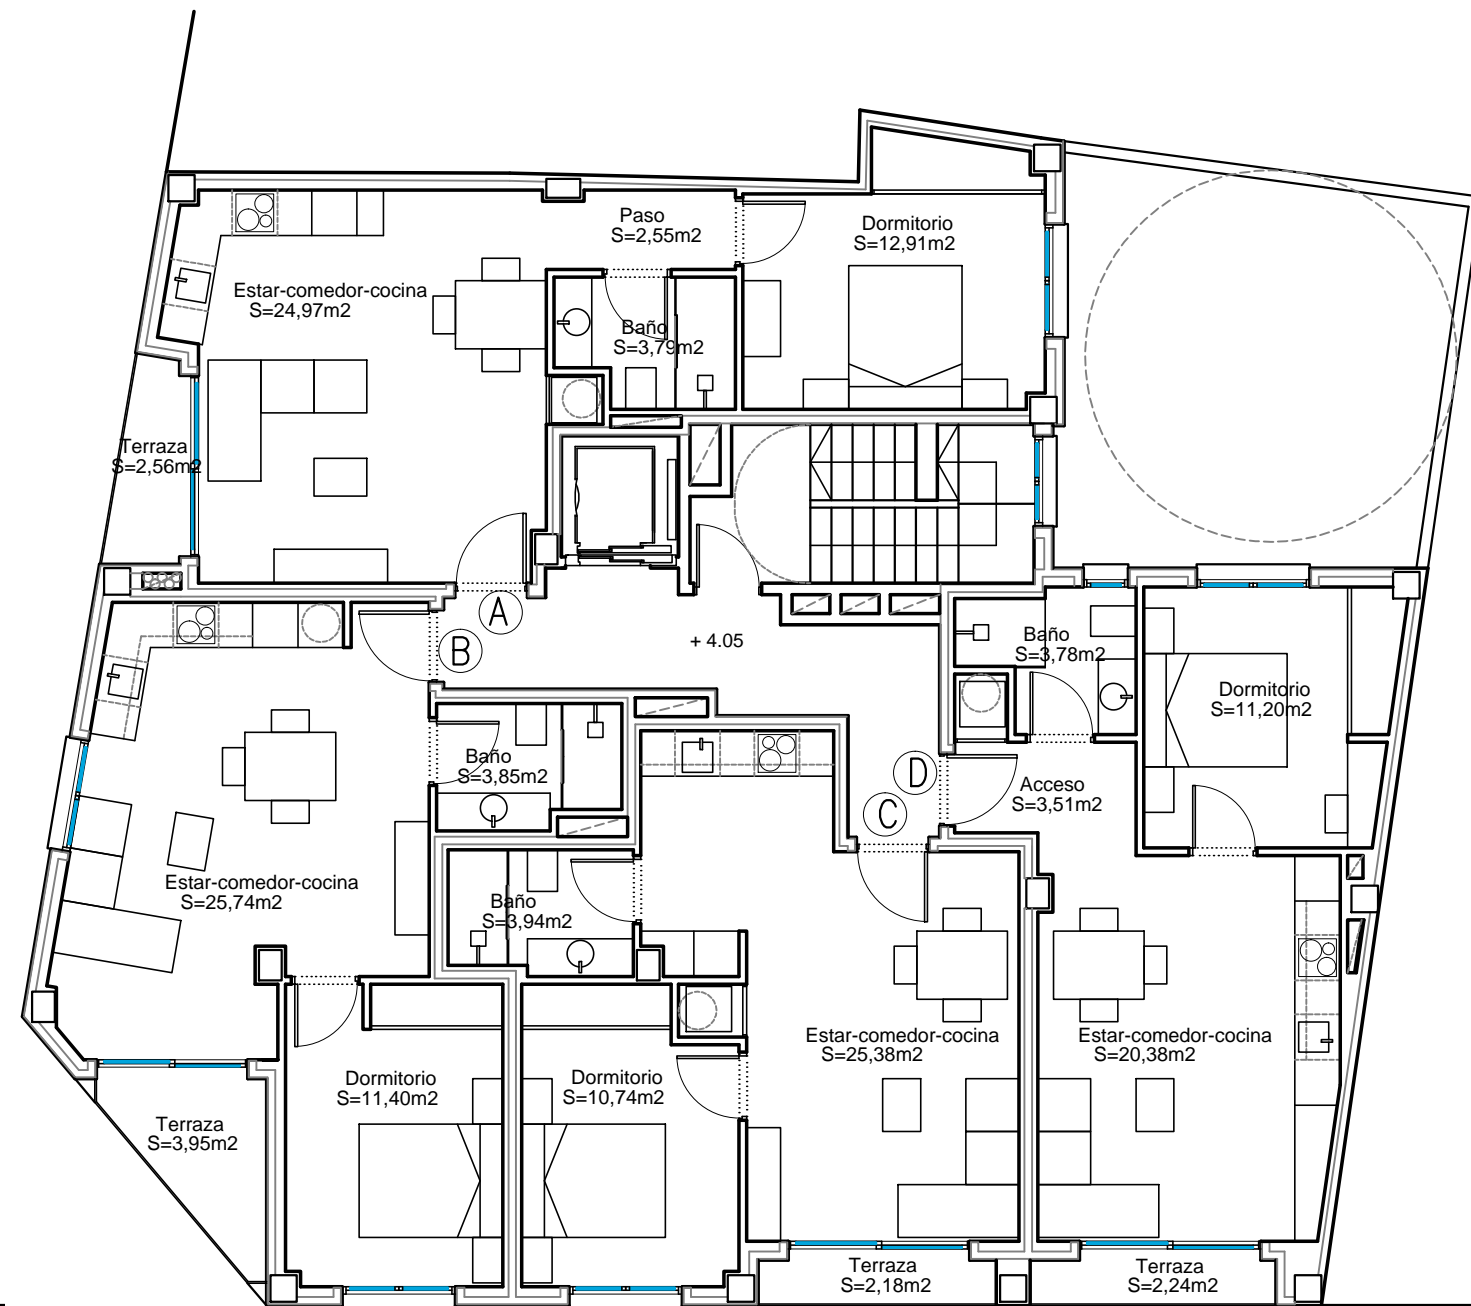 Paso
S=2,55m2
Dormitorio
S=12,91m2
Estar-comedor-cocina
S=24,97m2
Baño
S=3,79m2
Terraza
S=2,56m2
A
B
+ 4.05
Baño
S=3,78m2
Dormitorio
S=11,20m2
Baño
S=3,85m2
D
C
Acceso
S=3,51m2
Estar-comedor-cocina
S=25,74m2
Baño
S=3,94m2
Estar-comedor-cocina
S=25,38m2
Estar-comedor-cocina
S=20,38m2
Dormitorio
S=11,40m2
Dormitorio
S=10,74m2
Terraza
S=3,95m2
Terraza
S=2,18m2
Terraza
S=2,24m2